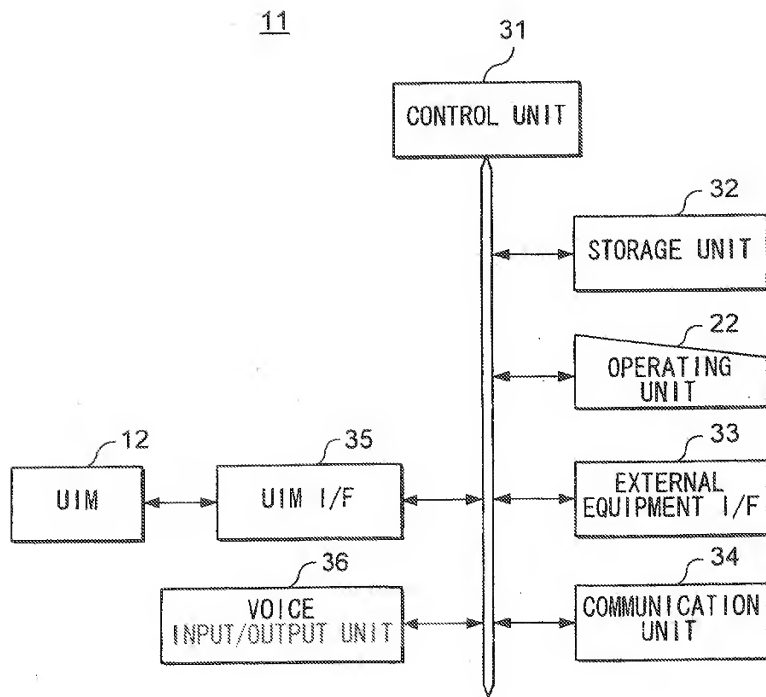 11
31
CONTROL UNIT
32
STORAGE UNIT
22
OPERATING
UNIT
12
UIM
35
UIM I/F
33
EXTERNAL
EQUIPMENT I/F
36
VOICE
INPUT/OUTPUT UNIT
34
COMMUNICATION
UNIT